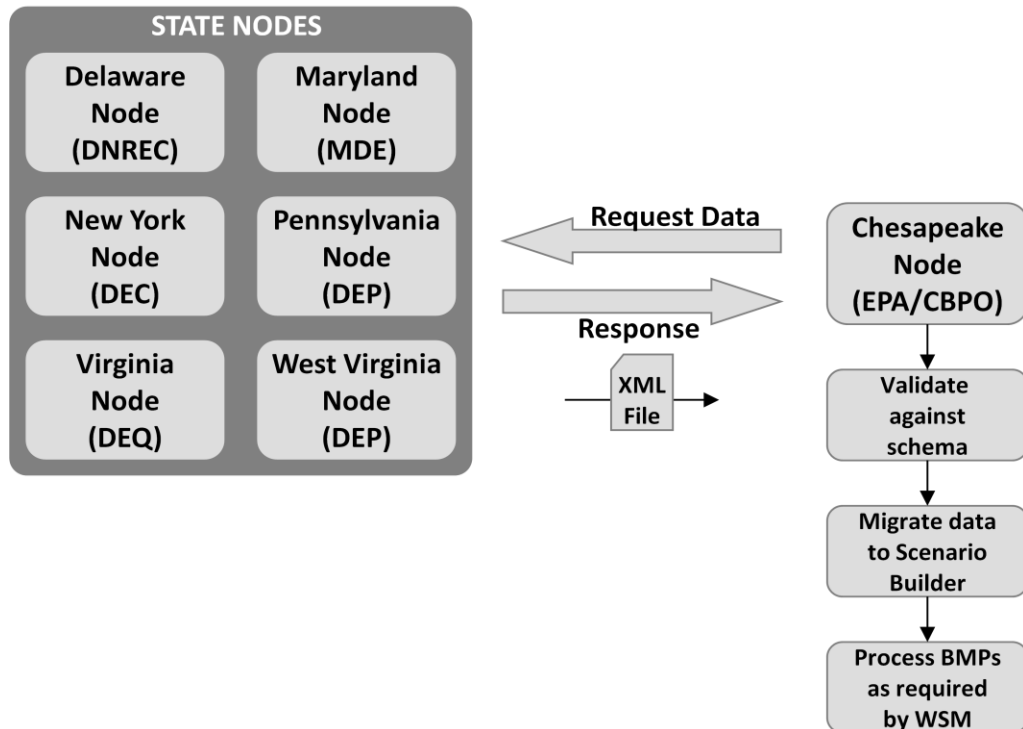 STATE NODES
Delaware
Node
(DNREC)
Maryland
Node
(MDE)
New York
Node
(DEC)
Pennsylvania
Node
(DEP)
Virginia
Node
(DEQ)
West Virginia
Node
(DEP)
Request Data
Response
XML
File
Chesapeake
Node
(EPA/CBPO)
Validate
against
schema
Migrate data
to Scenario
Builder
Process BMPs
as required
by WSM